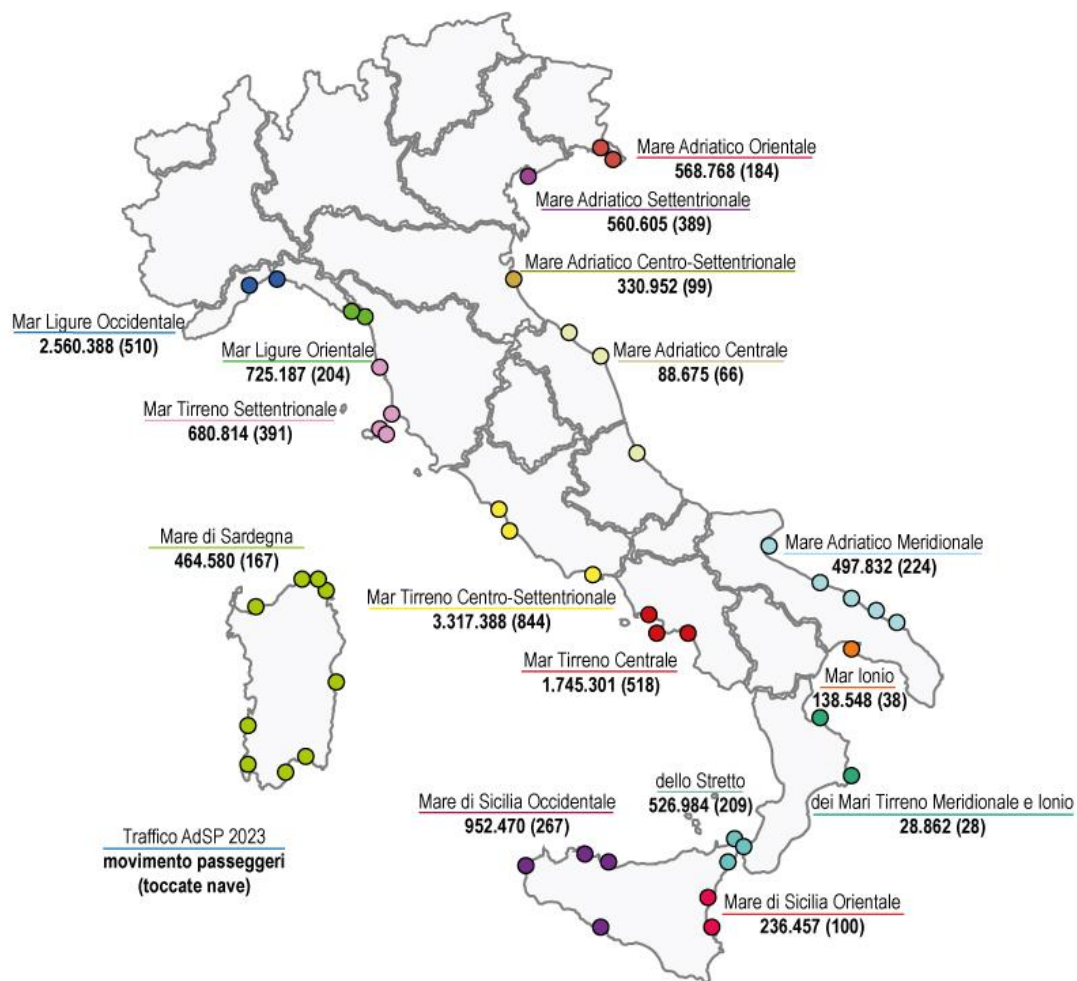 Mare Adriatico Orientale
568.768 (184)
Mare Adriatico Settentrionale
560.605 (389)
Mare Adriatico Centro-Settentrionale
330.952 (99)
Mar Ligure Occidentale
2.560.388 (510)
Mar Ligure Orientale
725.187 (204)
Mare Adriatico Centrale
88.675 (66)
Mar Tirreno Settentrionale
680.814 (391)
Mare di Sardegna
464.580 (167)
Mare Adriatico Meridionale
497.832 (224)
Mar Tirreno Centro-Settentrionale
3.317.388 (844)
Mar Tirreno Centrale
1.745.301 (518)
Mar Ionio
138.548 (38)
dello Stretto
526.984 (209)
dei Mari Tirreno Meridionale e Ionio
28.862 (28)
Mare di Sicilia Occidentale
952.470 (267)
Traffico AdSP 2023
movimento passeggeri
(toccate nave)
Mare di Sicilia Orientale
236.457 (100)